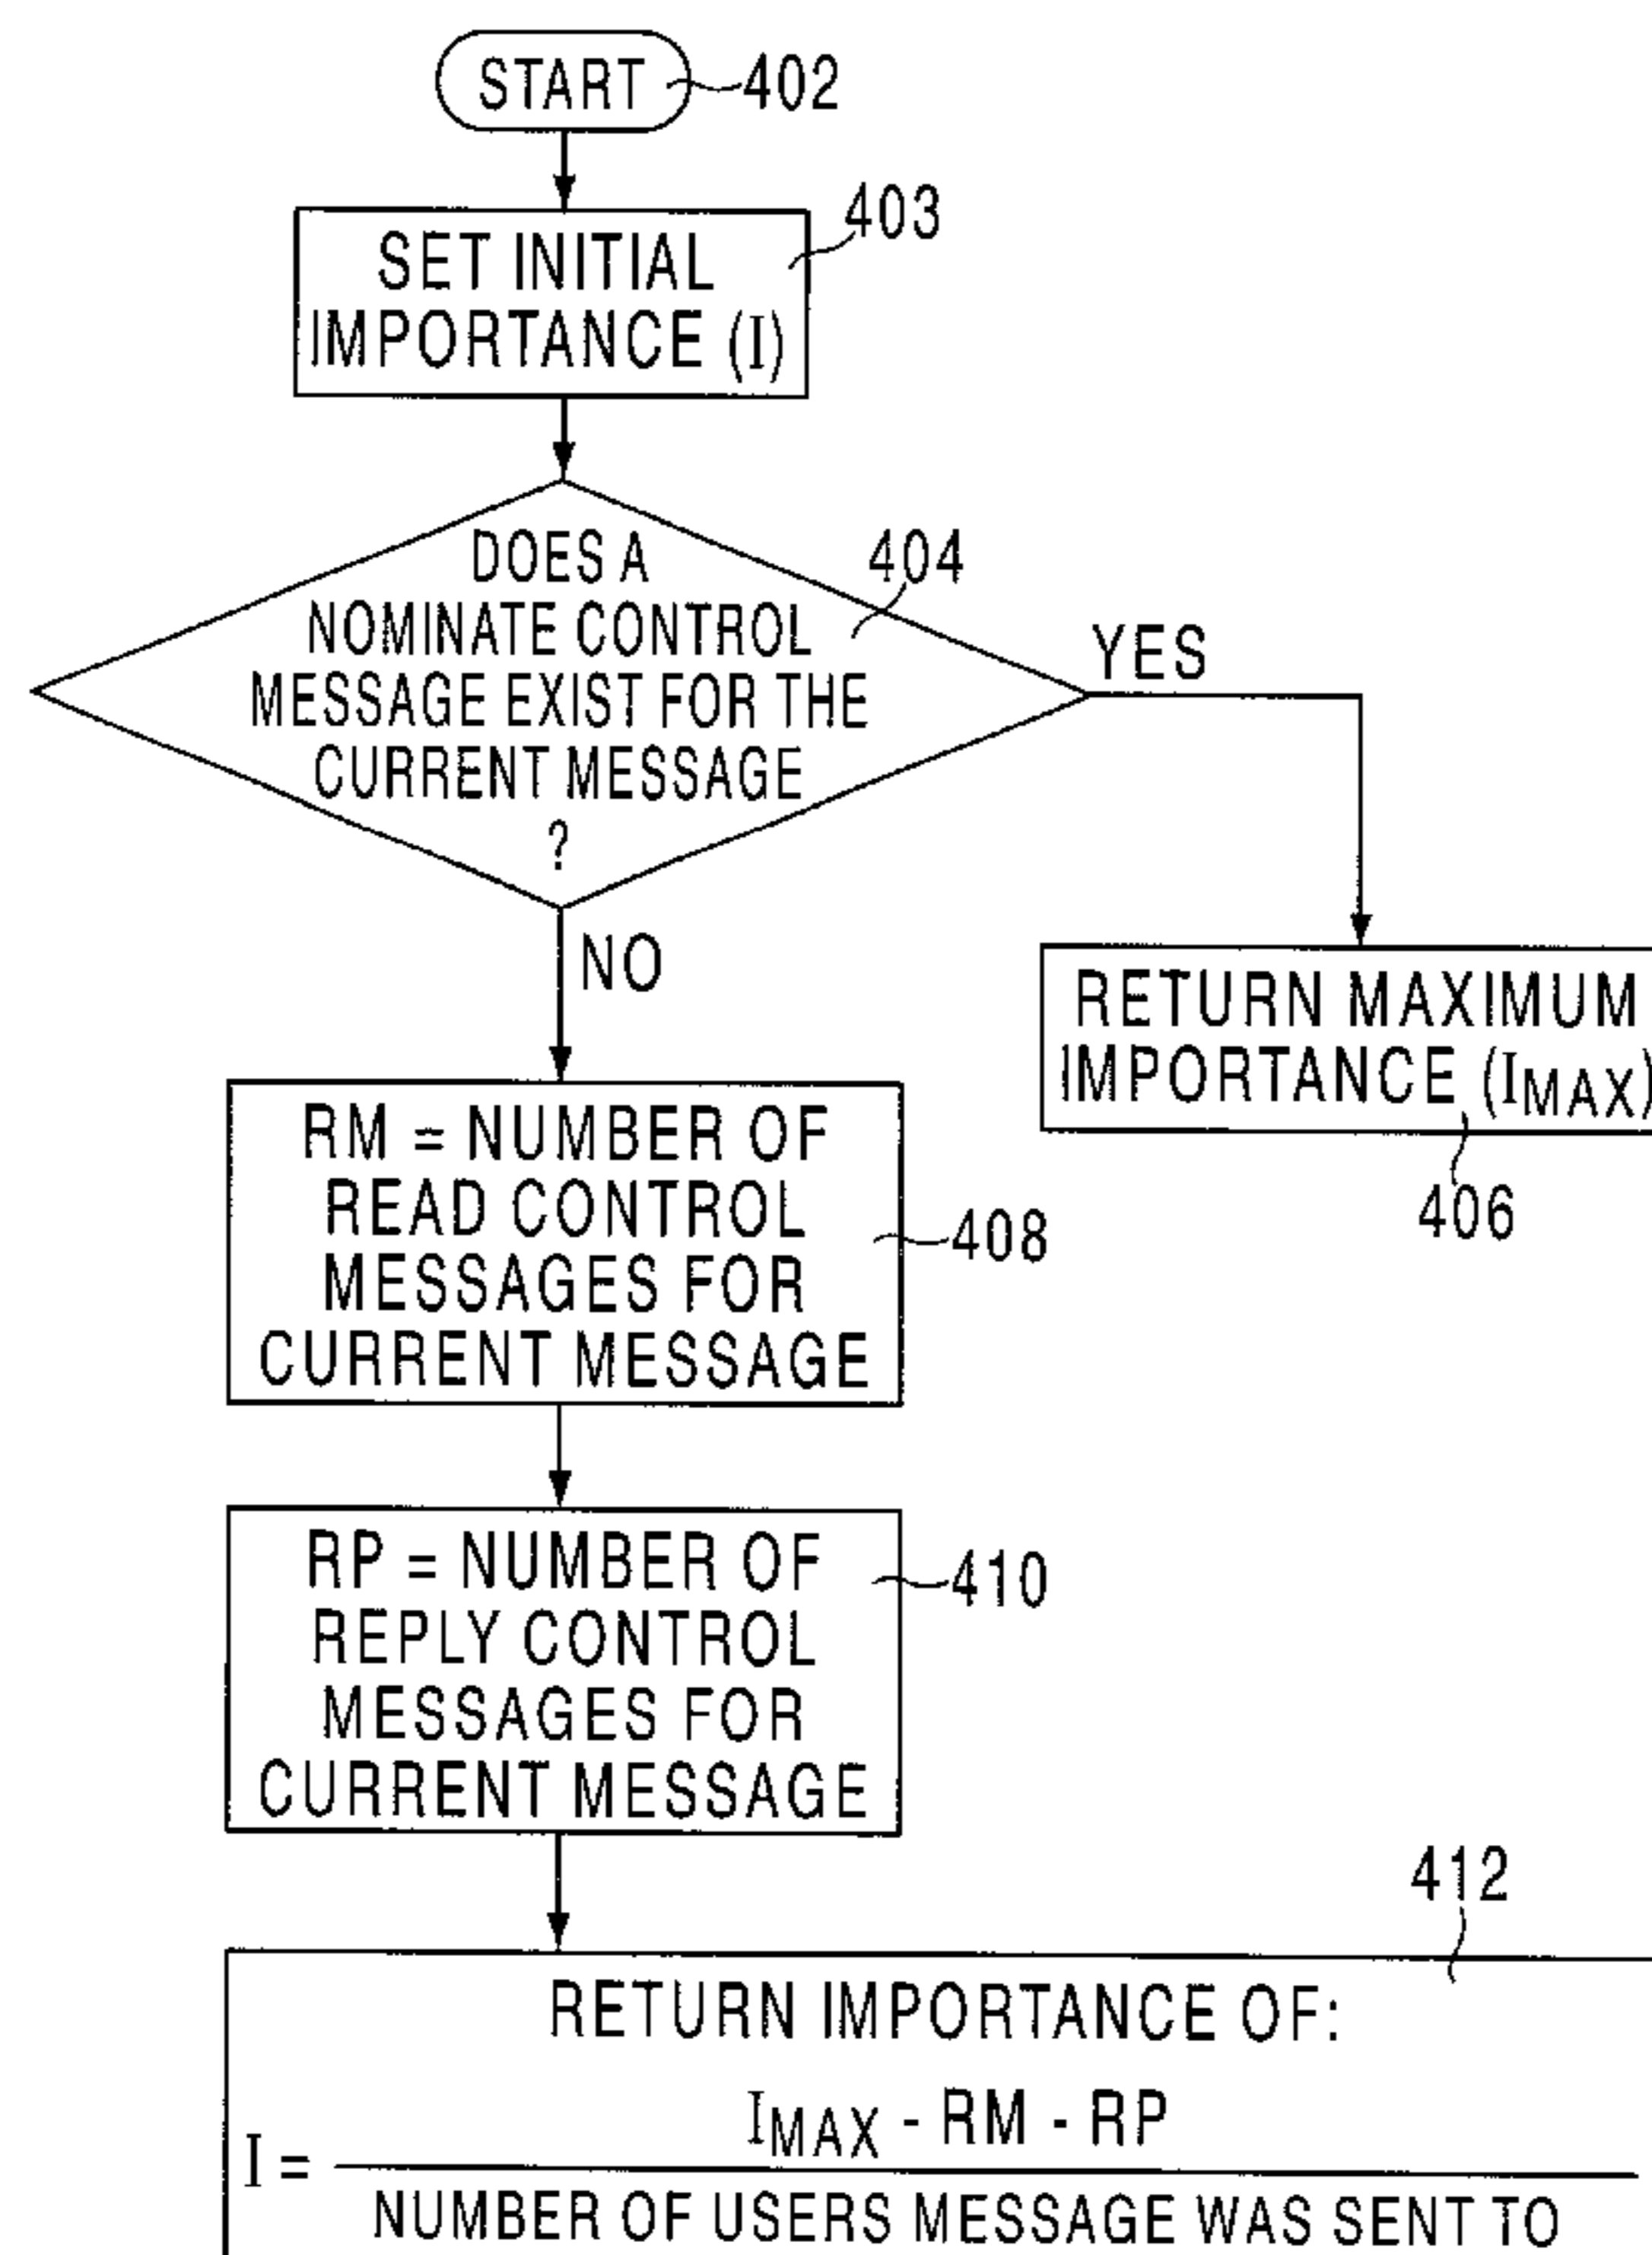 START
402
SET INITIAL
IMPORTANCE (I)
403
DOES A
NOMINATE CONTROL
MESSAGE EXIST FOR THE
CURRENT MESSAGE
?
404
YES
NO
RETURN MAXIMUM
IMPORTANCE (IMAX)
406
RM = NUMBER OF
READ CONTROL
MESSAGES FOR
CURRENT MESSAGE
408
RP = NUMBER OF
REPLY CONTROL
MESSAGES FOR
CURRENT MESSAGE
410
412
RETURN IMPORTANCE OF:
IMAX - RM - RP
I =
NUMBER OF USERS MESSAGE WAS SENT TO